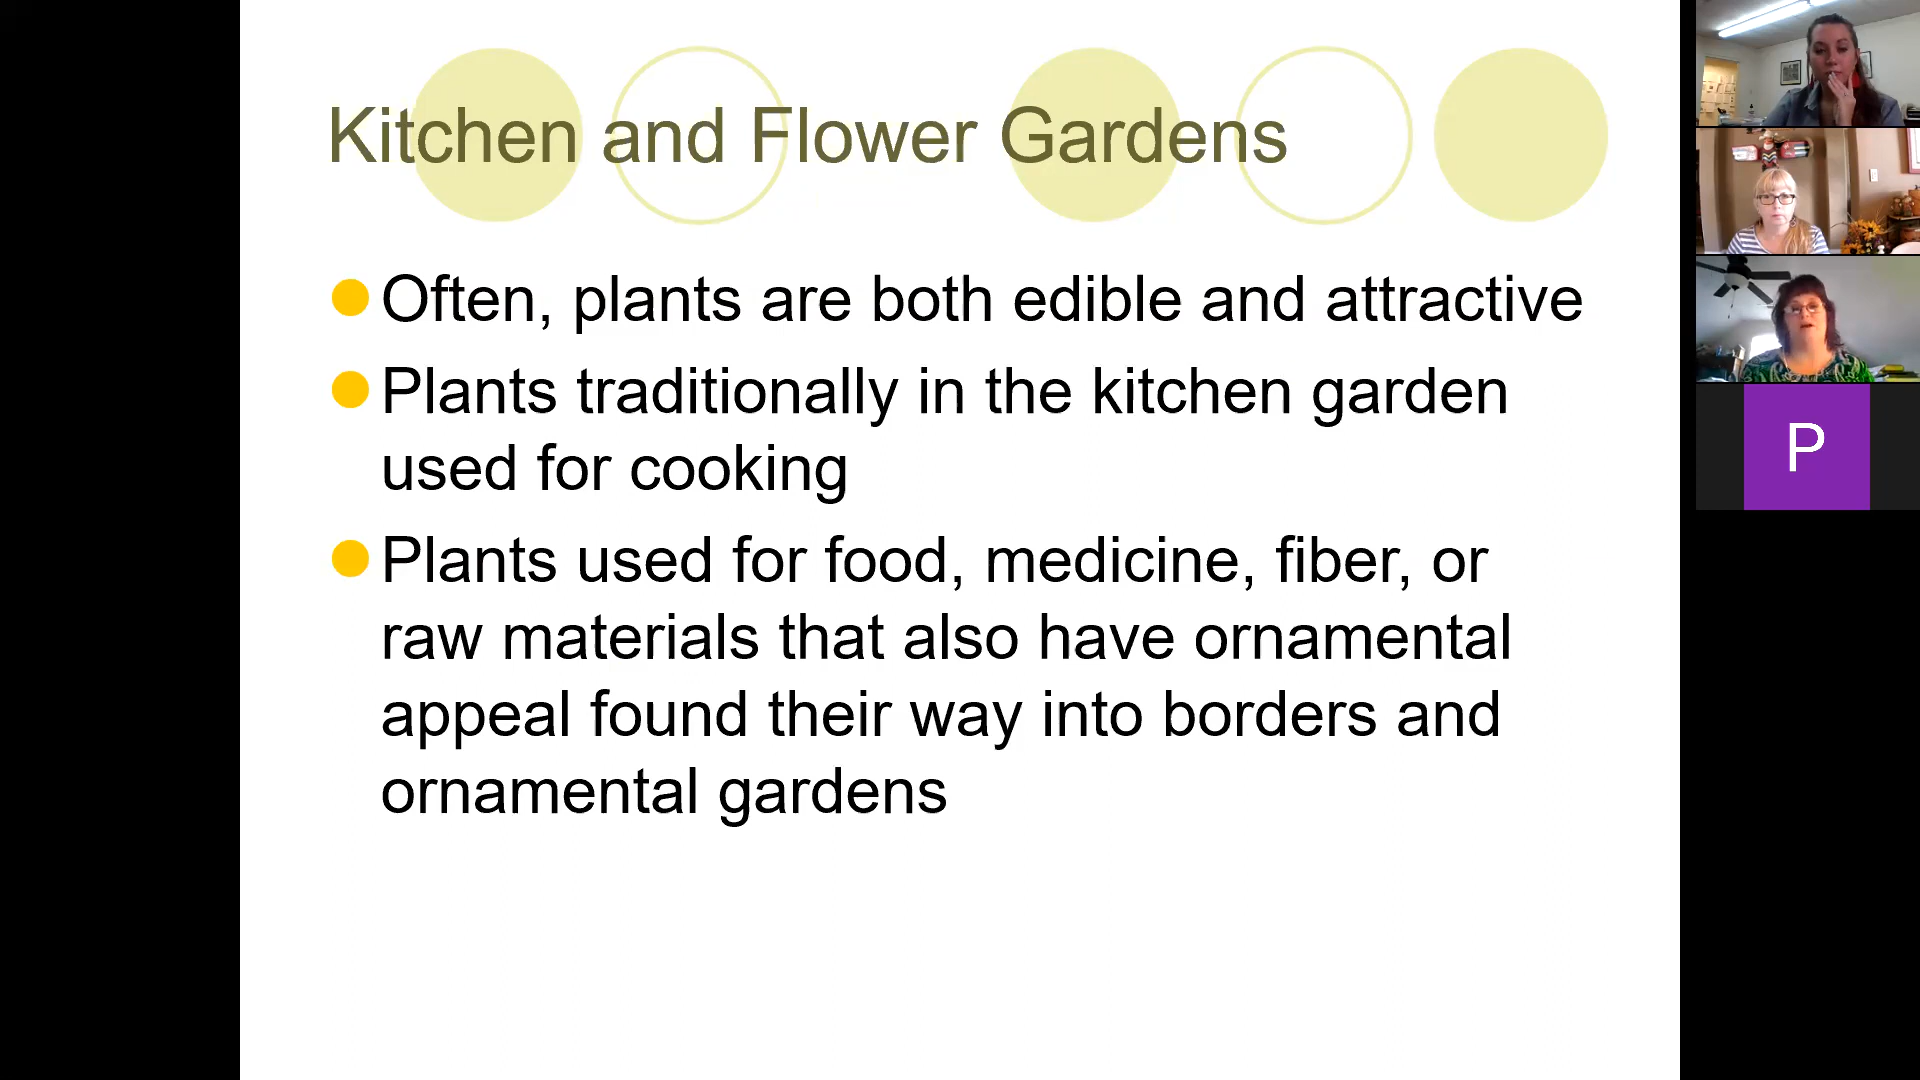 Kitchen and Flower Gardens
Often, plants are both edible and attractive
Plants traditionally in the kitchen garden
used for cooking
Plants used for food, medicine, fiber, or
raw materials that also have ornamental
appeal found their way into borders and
ornamental gardens
P